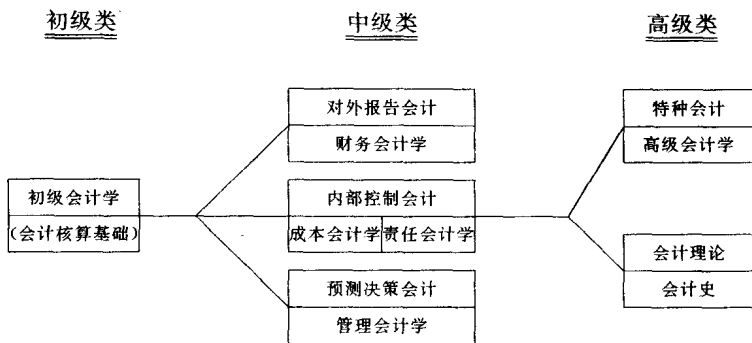 初级类
中级类
高级类
对外报告会计
财务会计学
特种会计
高级会计学
初级会计学
(会计核算基础)
内部控制会计
成本会计学 责任会计学
会计理论
会计史
预测决策会计
管理会计学